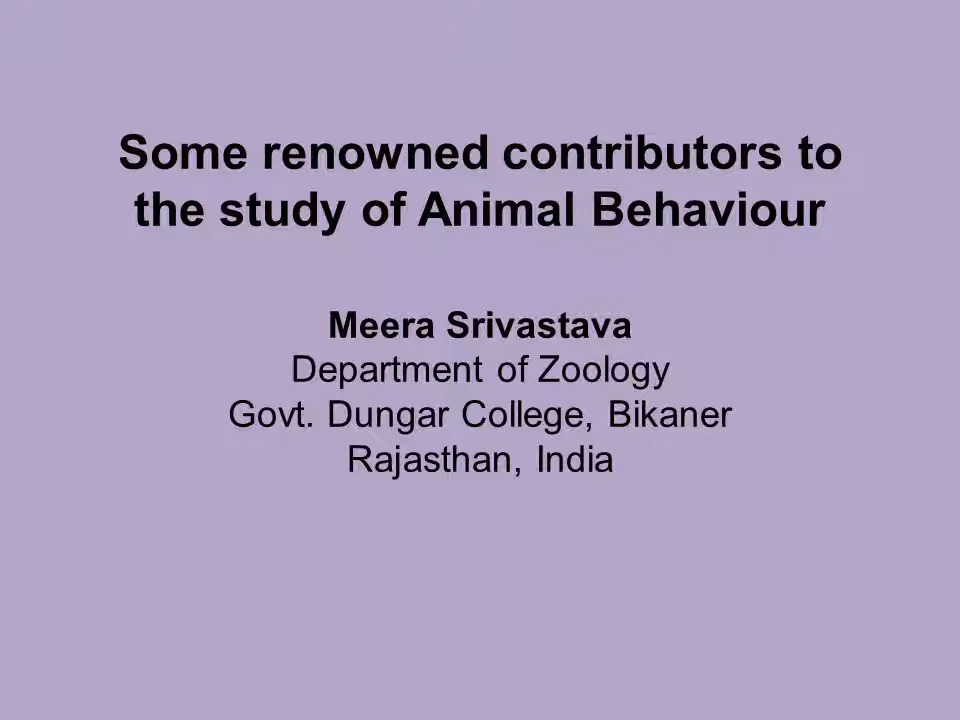 Some renowned contributors to
the study of Animal Behaviour
Meera Srivastava
Department of Zoology
Govt. Dungar College, Bikaner
Rajasthan, India